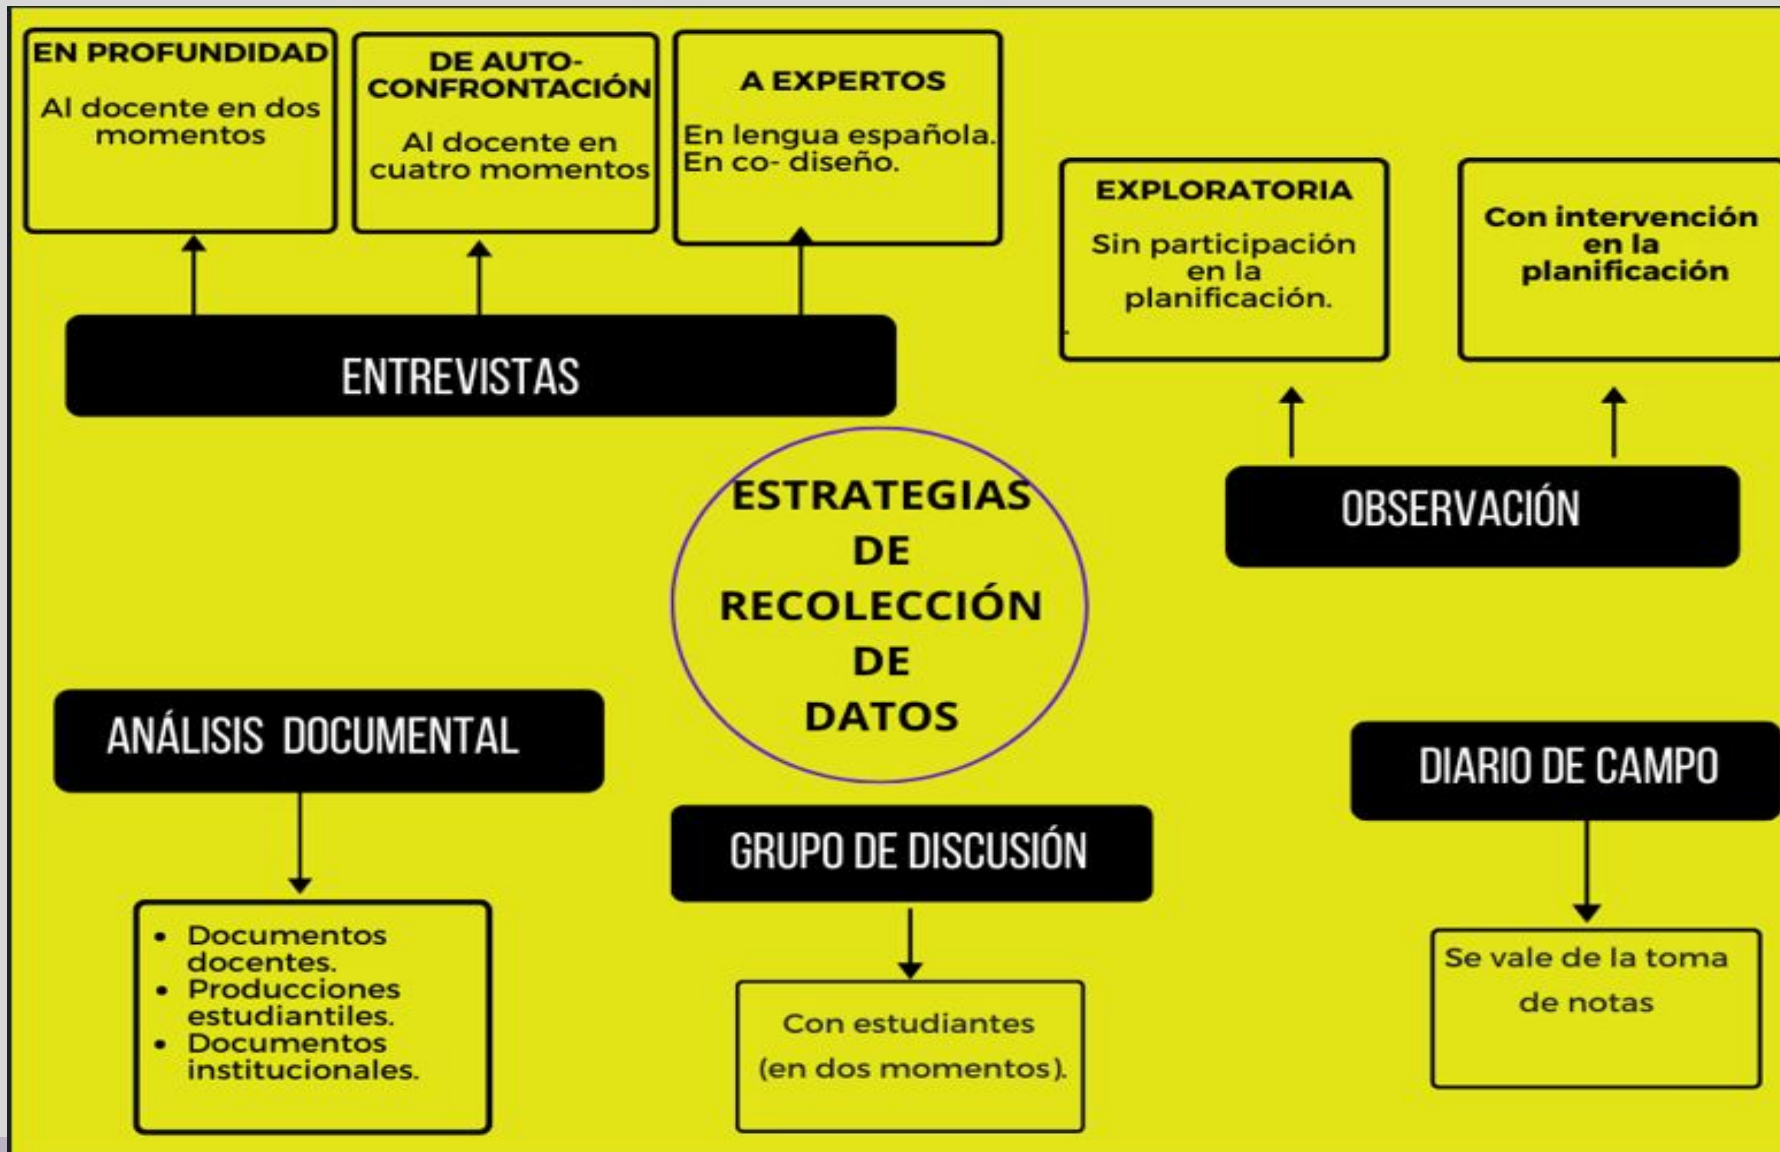 EN PROFUNDIDAD
Al docente en dos
momentos
DE AUTO-
CONFRONTACIÓN
Al docente en
cuatro momentos
A EXPERTOS
En lengua española.
En co- diseño.
ENTREVISTAS
EXPLORATORIA
Sin participación
en la
planificación.
.
Con intervención
en la
planificación
OBSERVACIÓN
ESTRATEGIAS
DE
RECOLECCIÓN
DE
DATOS
ANÁLISIS DOCUMENTAL
• Documentos
docentes.
• Producciones
estudiantiles.
• Documentos
institucionales.
GRUPO DE DISCUSIÓN
Con estudiantes
(en dos momentos).
DIARIO DE CAMPO
Se vale de la toma
de notas